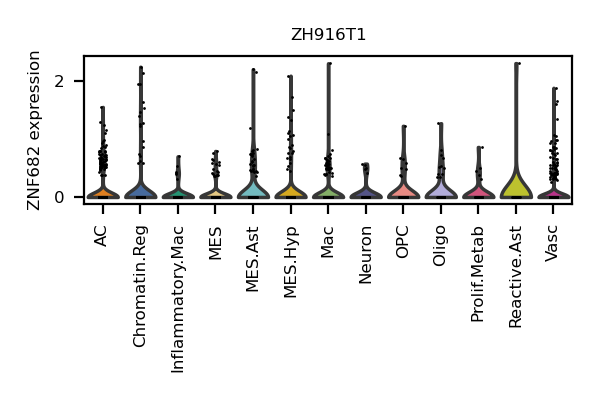 ZH916T1
ZNF682 expression
2
0
AC
Chromatin.Reg
Inflammatory.Mac
MES
MES.Ast
MES.Hyp
Mac
Neuron
OPC
Oligo
Prolif.Metab
Reactive.Ast
Vasc